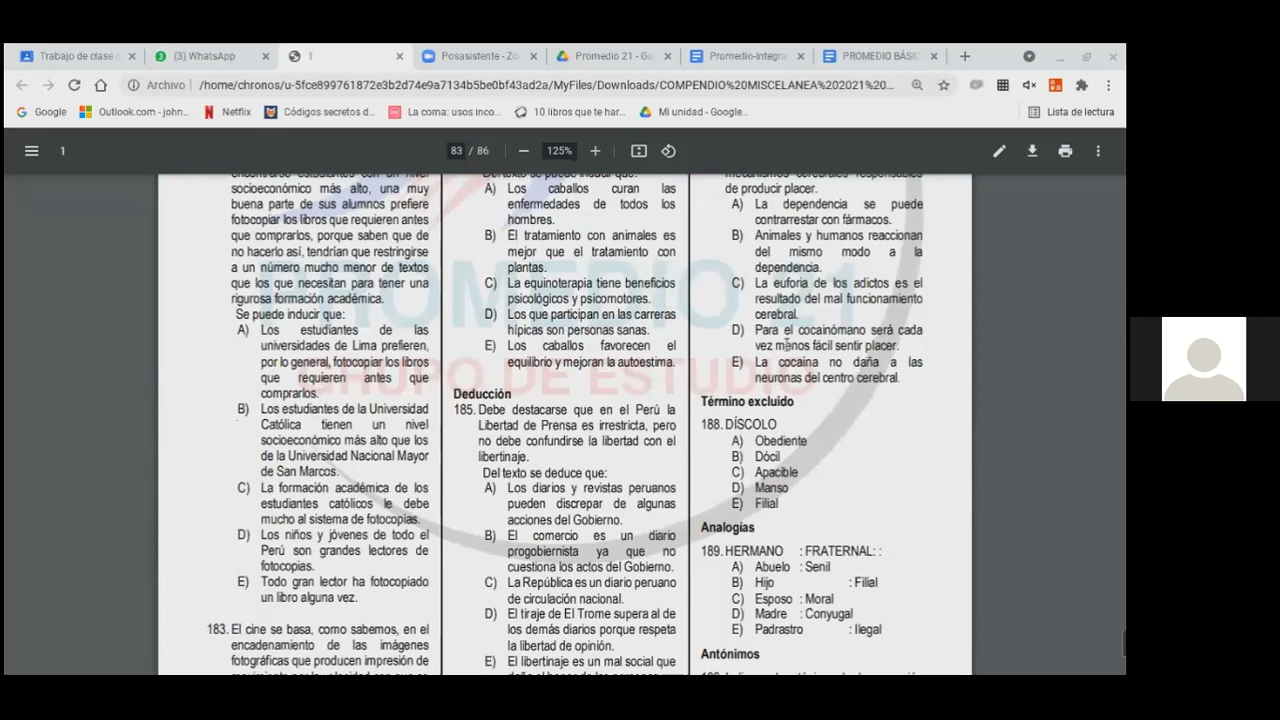 Trabajo de clase d
(3) WhatsApp
1
Posasistente - Zo
Promedio 21 - Go
Promedio-Integra
PROMEDIO BÁSIC
Archivo
/home/chronos/u-5fce899761972e3b2d74e9a7134b5be0bf43ad2a/MyFiles/Downloads/COMPENDIO%20MISCELANEA%202021%20...
Google
Outlook.com - john...
Netflix
Códigos secretos d...
La coma: usos inco...
10 libros que te har...
Mi unidad - Google...
Lista de lectura
1
83 / 86
125%
PROMEDIO 21
GRUPO DE ESTUDIO
encontrarse estudiantes con un nivel
socioeconómico más alto, una muy
buena parte de sus alumnos prefiere
fotocopiar los libros que requieren antes
que comprarlos, porque saben que de
no hacerlo así, tendrían que restringirse
a un número mucho menor de textos
que los que necesitan para tener una
rigurosa formación académica.
Se puede inducir que:
A) Los estudiantes de las
universidades de Lima prefieren,
por lo general, fotocopiar los libros
que requieren antes que
comprarlos.
B) Los estudiantes de la Universidad
Católica tienen un nivel
socioeconómico más alto que los
de la Universidad Nacional Mayor
de San Marcos.
C) La formación académica de los
estudiantes católicos le debe
mucho al sistema de fotocopias.
D) Los niños y jóvenes de todo el
Perú son grandes lectores de
fotocopias.
E) Todo gran lector ha fotocopiado
un libro alguna vez.
183. El cine se basa, como sabemos, en el
encadenamiento de las imágenes
fotográficas que producen impresión de
Del texto se puede inducir que:
A) Los caballos curan las
enfermedades de todos los
hombres.
B) El tratamiento con animales es
mejor que el tratamiento con
plantas.
C) La equinoterapia tiene beneficios
psicológicos y psicomotores.
D) Los que participan en las carreras
hípicas son personas sanas.
E) Los caballos favorecen el
equilibrio y mejoran la autoestima.
Deducción
185. Debe destacarse que en el Perú la
Libertad de Prensa es irrestricta, pero
no debe confundirse la libertad con el
libertinaje.
Del texto se deduce que:
A) Los diarios y revistas peruanos
pueden discrepar de algunas
acciones del Gobierno.
B) El comercio es un diario
progobiernista ya que no
cuestiona los actos del Gobierno.
C) La República es un diario peruano
de circulación nacional.
D) El tiraje de El Trome supera al de
los demás diarios porque respeta
la libertad de opinión.
E) El libertinaje es un mal social que
mecanismos cerebrales responsables
de producir placer.
A) La dependencia se puede
contrarrestar con fármacos.
B) Animales y humanos reaccionan
del mismo modo a la
dependencia.
C) La euforia de los adictos es el
resultado del mal funcionamiento
cerebral.
D) Para el cocainómano será cada
vez menos fácil sentir placer.
E) La cocaína no daña a las
neuronas del centro cerebral.
Término excluido
188. DÍSCOLO
A) Obediente
B) Dócil
C) Apacible
D) Manso
E) Filial
Analogías
189. HERMANO : FRATERNAL: :
A) Abuelo : Senil
B) Hijo : Filial
C) Esposo : Moral
D) Madre : Conyugal
E) Padrastro : Ilegal
Antónimos